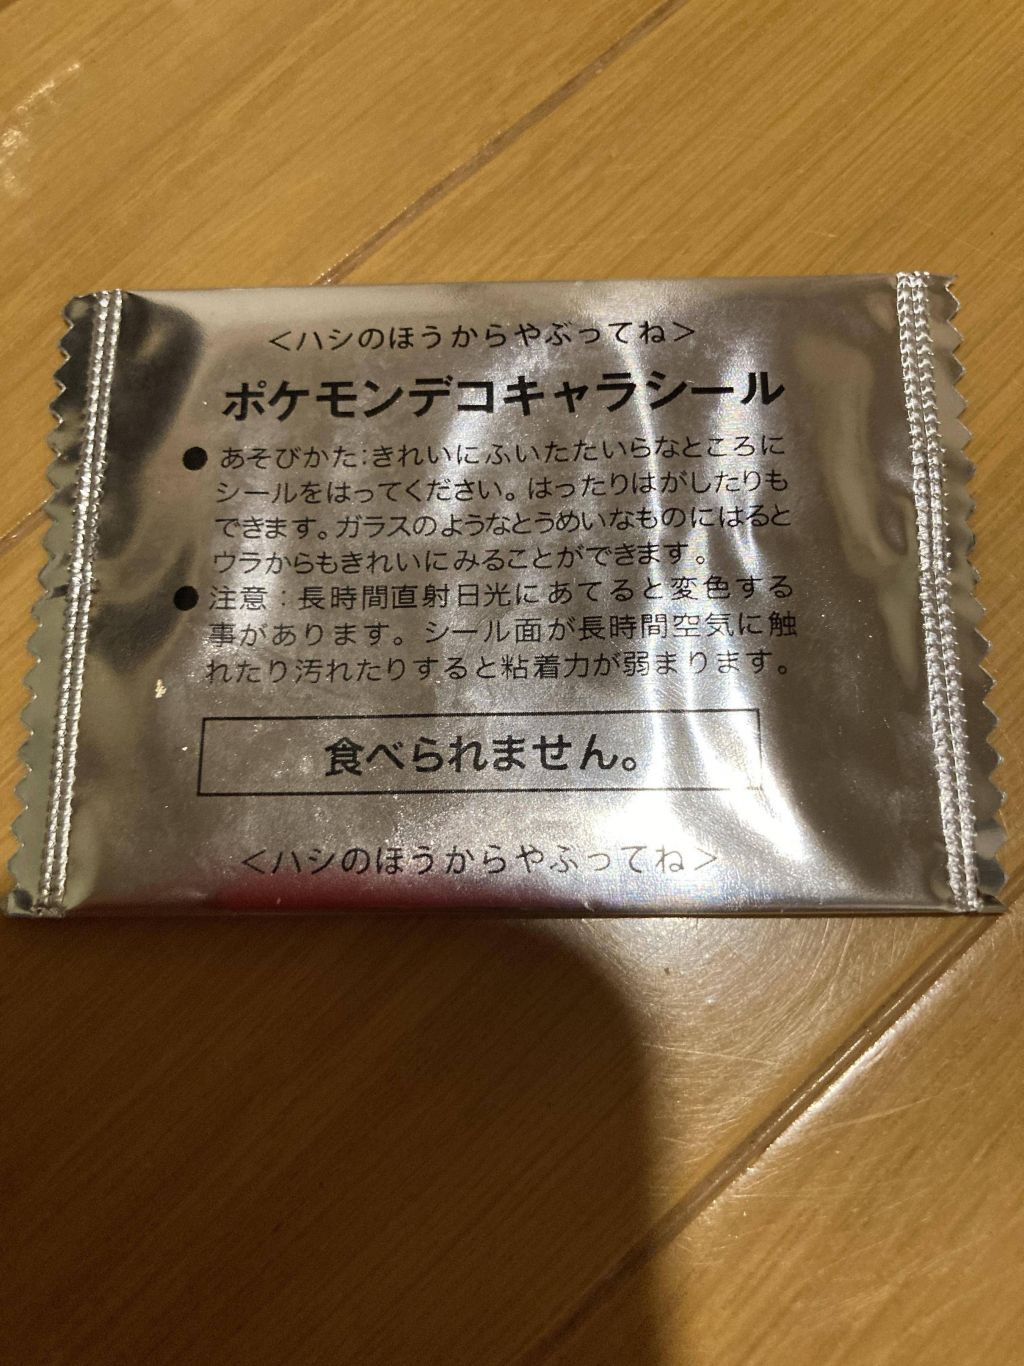 ＜ハシのほうからやぶってね＞
ポケモンデコキャラシール
●あそびかた：きれいにふいたたいらなところに
シールをはってください。はったりはがしたりも
できます。ガラスのようなとうめいなものにはると
ウラからもきれいにみることができます。
●注意：長時間直射日光にあてると変色する
事があります。シール面が長時間空気に触
れたり汚れたりすると粘着力が弱まります。
食べられません。
＜ハシのほうからやぶってね＞